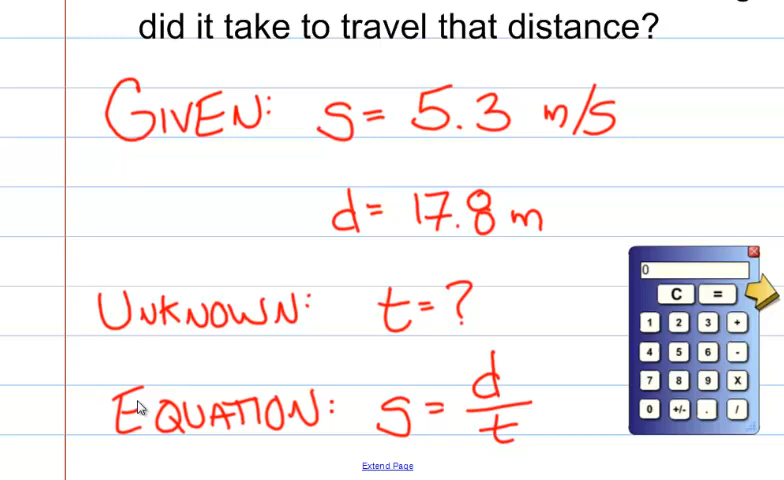 did it take to travel that distance?
GIVEN: s = 5.3 m/s
d = 17.8 m
UNKNOWN: t = ?
EQUATION: s = d/t
0
C =
1 2 3 +
4 5 6 -
7 8 9 X
0 +/- . /
Extend Page